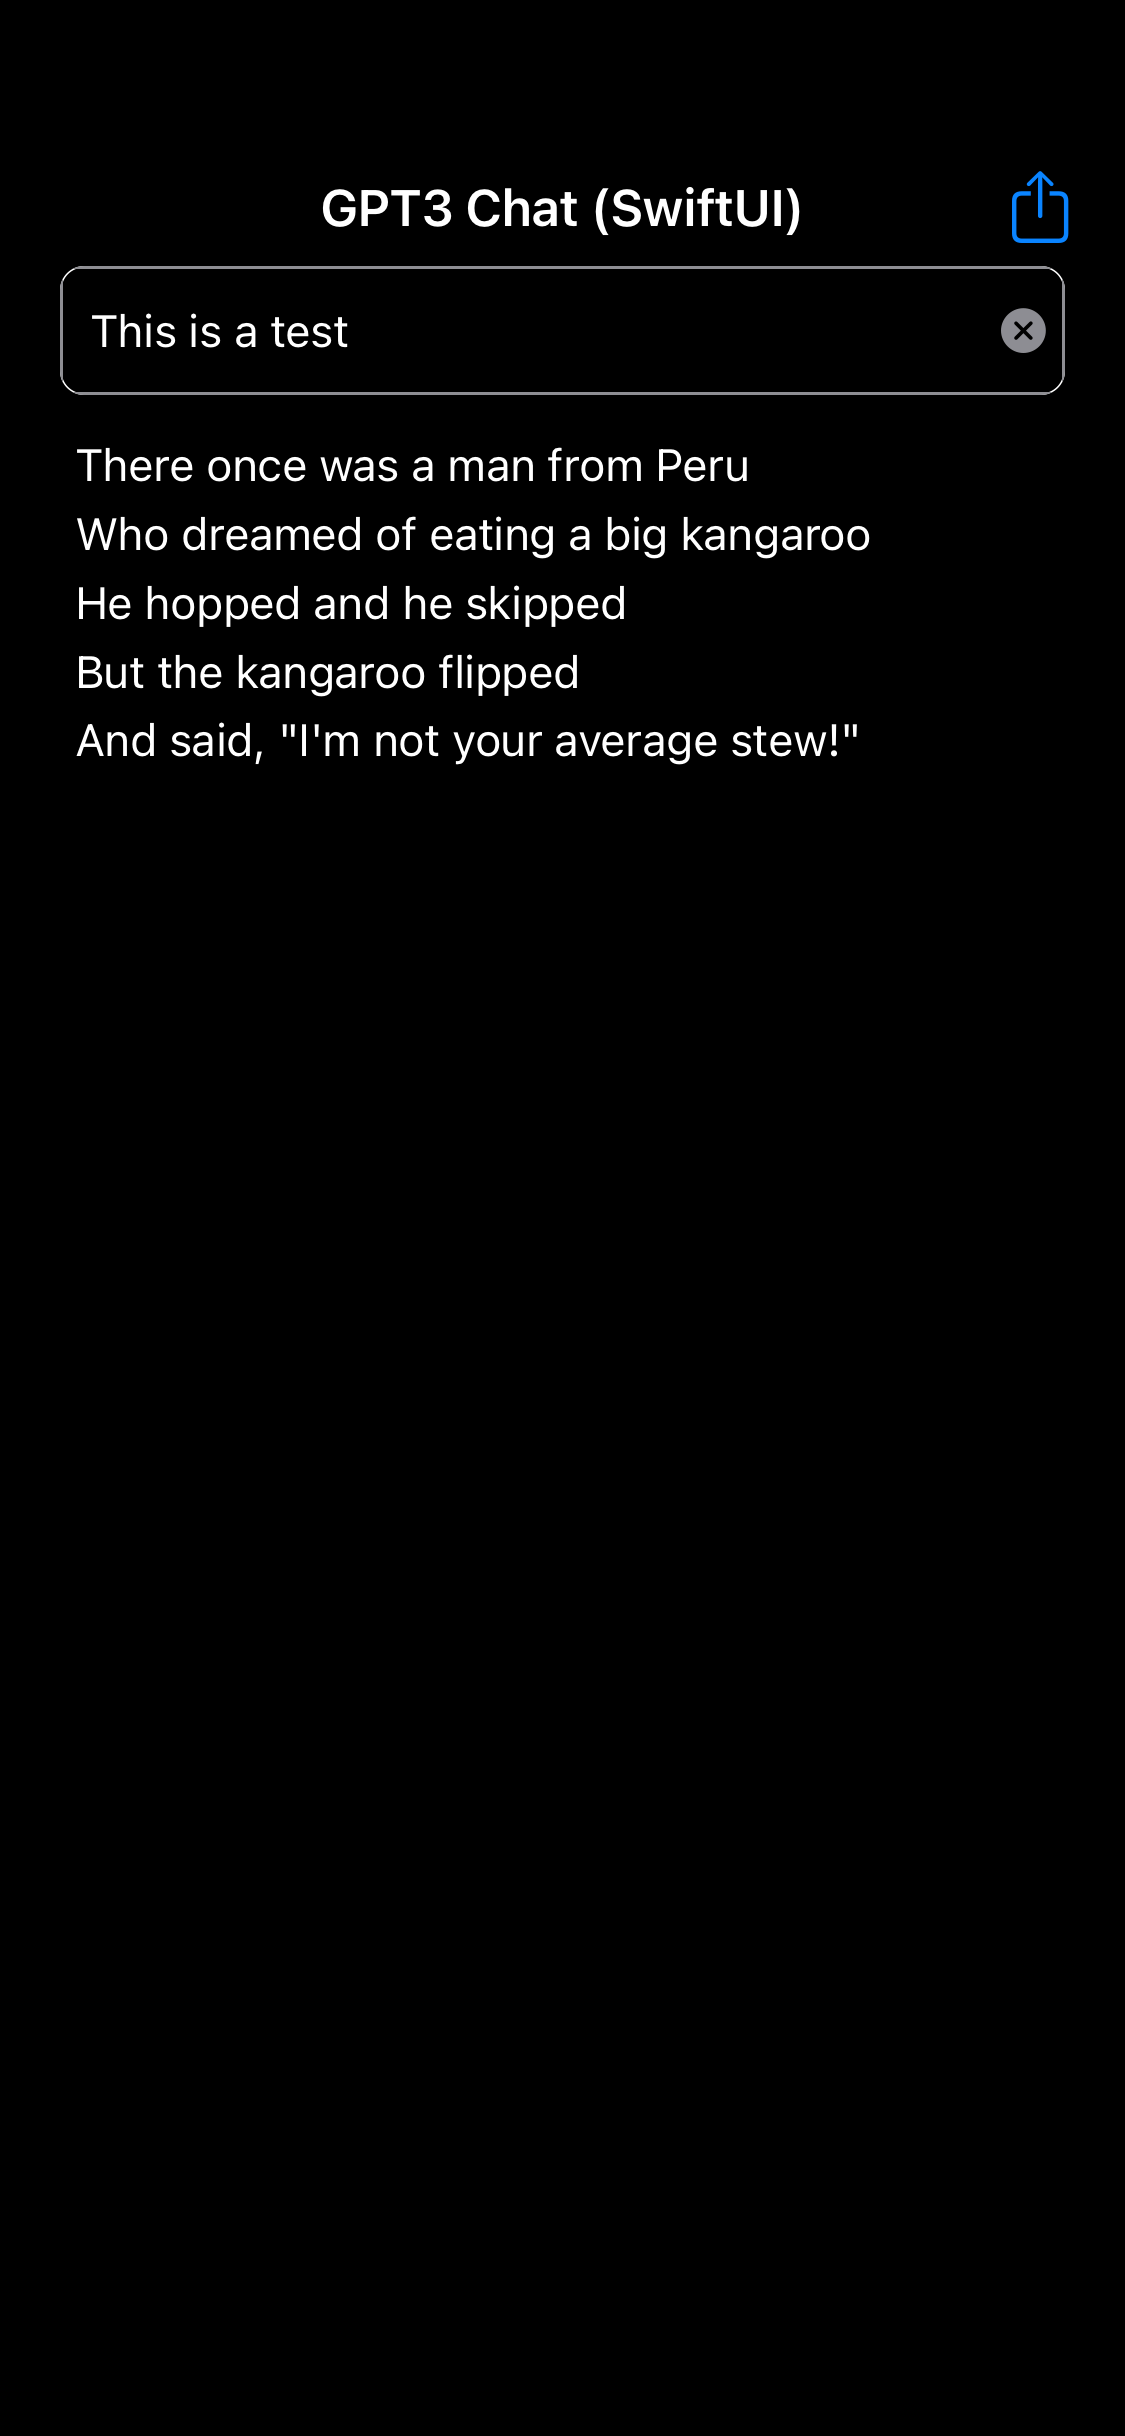 GPT3 Chat (SwiftUI)
This is a test
There once was a man from Peru
Who dreamed of eating a big kangaroo
He hopped and he skipped
But the kangaroo flipped
And said, "I'm not your average stew!"